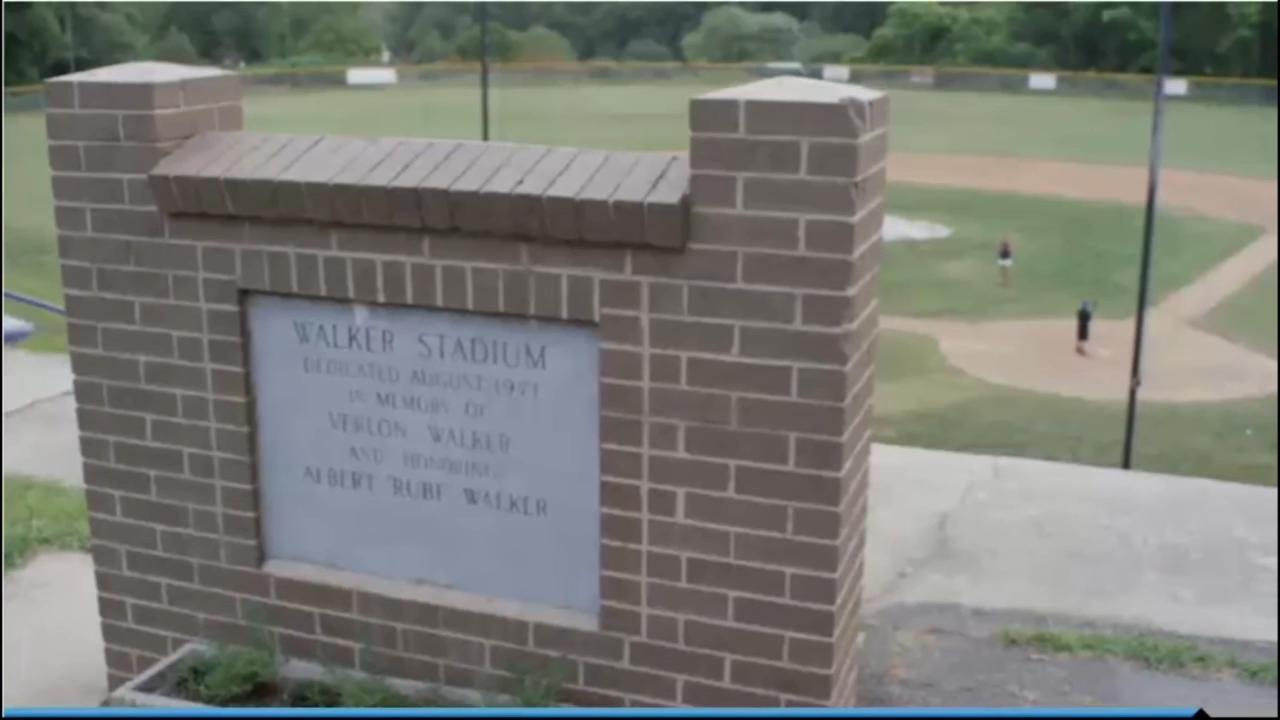 WALKER STADIUM
DEDICATED AUGUST 1971
IN MEMORY OF
VERLON WALKER
AND HONORING
ALBERT "RUBE" WALKER